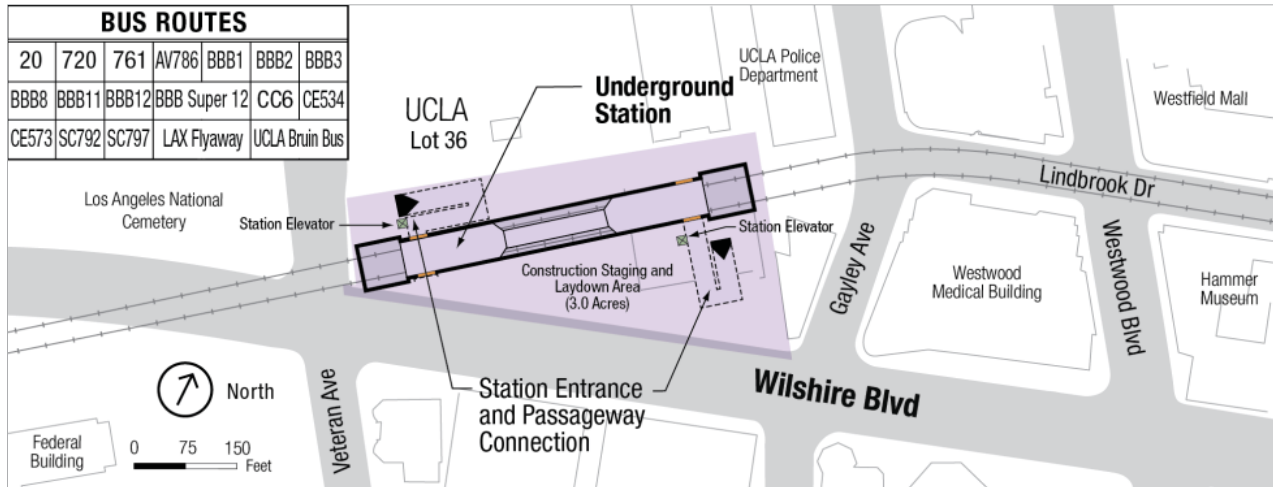 BUS ROUTES
20 720 761 AV786 BBB1 BBB2 BBB3
BBB8 BBB11 BBB12 BBB Super 12 CC6 CE534
CE573 SC792 SC797 LAX Flyaway UCLA Bruin Bus
UCLA
Lot 36
Underground
Station
UCLA Police
Department
Westfield Mall
Los Angeles National
Cemetery
Station Elevator
Station Elevator
Construction Staging and
Laydown Area
(3.0 Acres)
Lindbrook Dr
Gayley Ave
Westwood
Medical Building
Westwood Blvd
Hammer
Museum
North
Station Entrance
and Passageway
Connection
Wilshire Blvd
Veteran Ave
Federal
Building
0 75 150
Feet